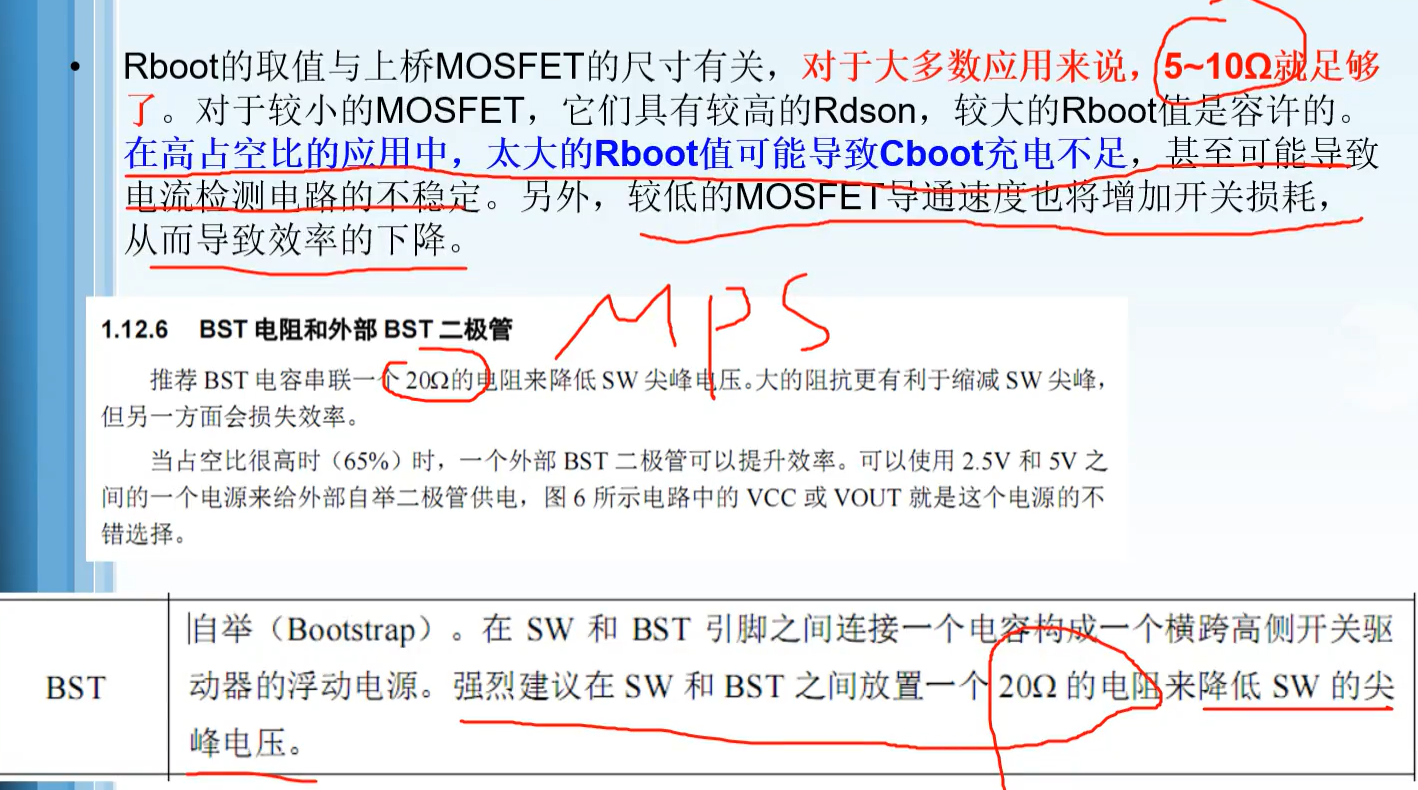 • Rboot的取值与上桥MOSFET的尺寸有关，对于大多数应用来说，5~10Ω就足够
了。对于较小的MOSFET，它们具有较高的Rdson，较大的Rboot值是容许的。
在高占空比的应用中，太大的Rboot值可能导致Cboot充电不足，甚至可能导致
电流检测电路的不稳定。另外，较低的MOSFET导通速度也将增加开关损耗，
从而导致效率的下降。
MPS
1.12.6 BST 电阻和外部 BST 二极管
推荐 BST 电容串联一个 20Ω的电阻来降低 SW 尖峰电压。大的阻抗更有利于缩减 SW 尖峰，
但另一方面会损失效率。
当占空比很高时（65%）时，一个外部 BST 二极管可以提升效率。可以使用 2.5V 和 5V 之
间的一个电源来给外部自举二极管供电，图 6 所示电路中的 VCC 或 VOUT 就是这个电源的不
错选择。
自举（Bootstrap）。在 SW 和 BST 引脚之间连接一个电容构成一个横跨高侧开关驱
BST
动器的浮动电源。强烈建议在 SW 和 BST 之间放置一个 20Ω 的电阻来降低 SW 的尖
峰电压。